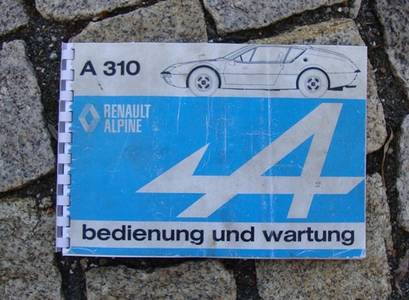 A 310
RENAULT
ALPINE
bedienung und wartung